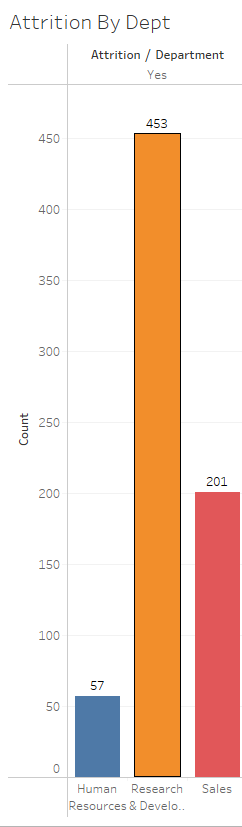 Attrition By Dept
Attrition / Department
Yes
453
450
400
350
300
250
Count
201
200
150
100
57
50
0
Human Research Sales
Resources & Develo..